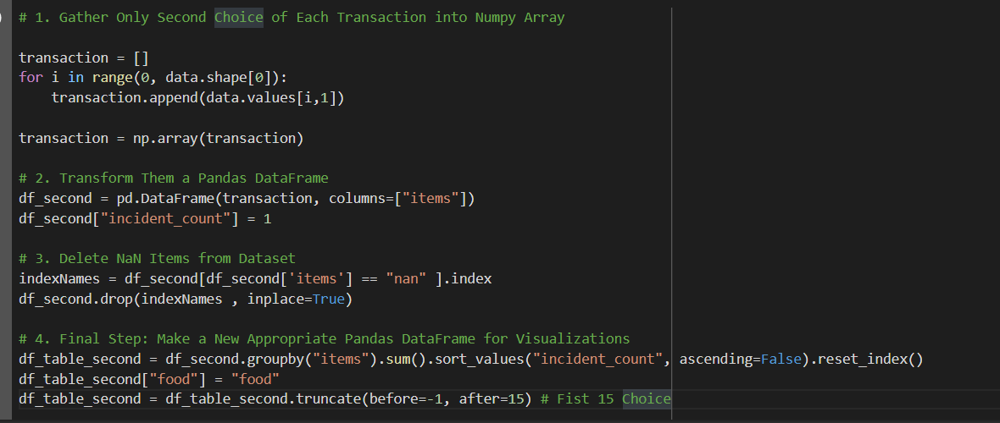 # 1. Gather Only Second Choice of Each Transaction into Numpy Array
transaction = []
for i in range(0, data.shape[0]):
    transaction.append(data.values[i,1])
transaction = np.array(transaction)
# 2. Transform Them a Pandas DataFrame
df_second = pd.DataFrame(transaction, columns=["items"])
df_second["incident_count"] = 1
# 3. Delete NaN Items from Dataset
indexNames = df_second[df_second['items'] == "nan" ].index
df_second.drop(indexNames , inplace=True)
# 4. Final Step: Make a New Appropriate Pandas DataFrame for Visualizations
df_table_second = df_second.groupby("items").sum().sort_values("incident_count", ascending=False).reset_index()
df_table_second["food"] = "food"
df_table_second = df_table_second.truncate(before=-1, after=15) # Fist 15 Choice